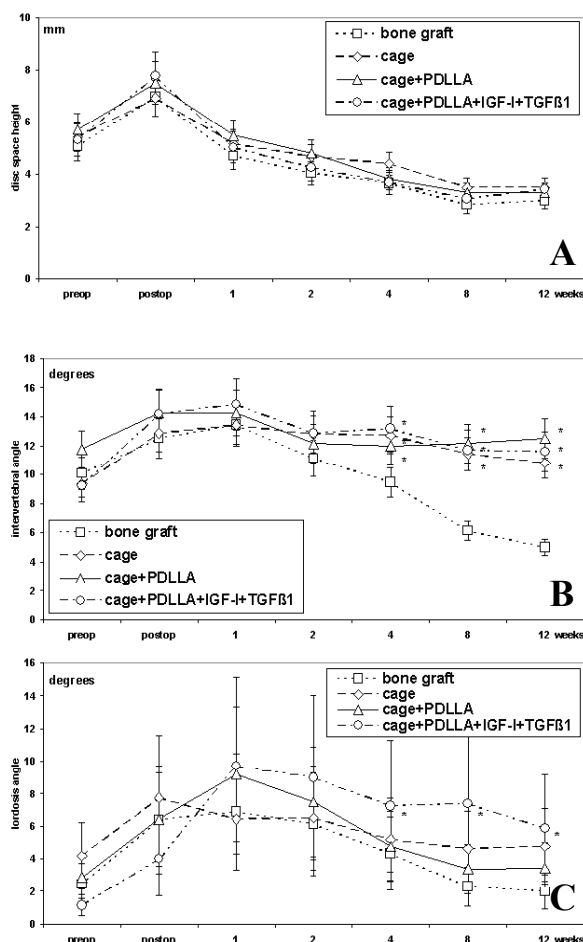 10
mm
bone graft
cage
cage+PDLLA
cage+PDLLA+IGF-I+TGFß1
8
6
disc space height
4
2
A
0
preop postop 1 2 4 8 12 weeks
18
degrees
16
14
* * *
12
* * *
* * *
10
intervertebral angle
8
6
bone graft
cage
cage+PDLLA
cage+PDLLA+IGF-I+TGFß1
4
2
B
0
preop postop 1 2 4 8 12 weeks
16
degrees
bone graft
cage
cage+PDLLA
cage+PDLLA+IGF-I+TGFß1
14
12
10
lordosis angle
8
* *
6
*
4
2
C
0
preop postop 1 2 4 8 12 weeks